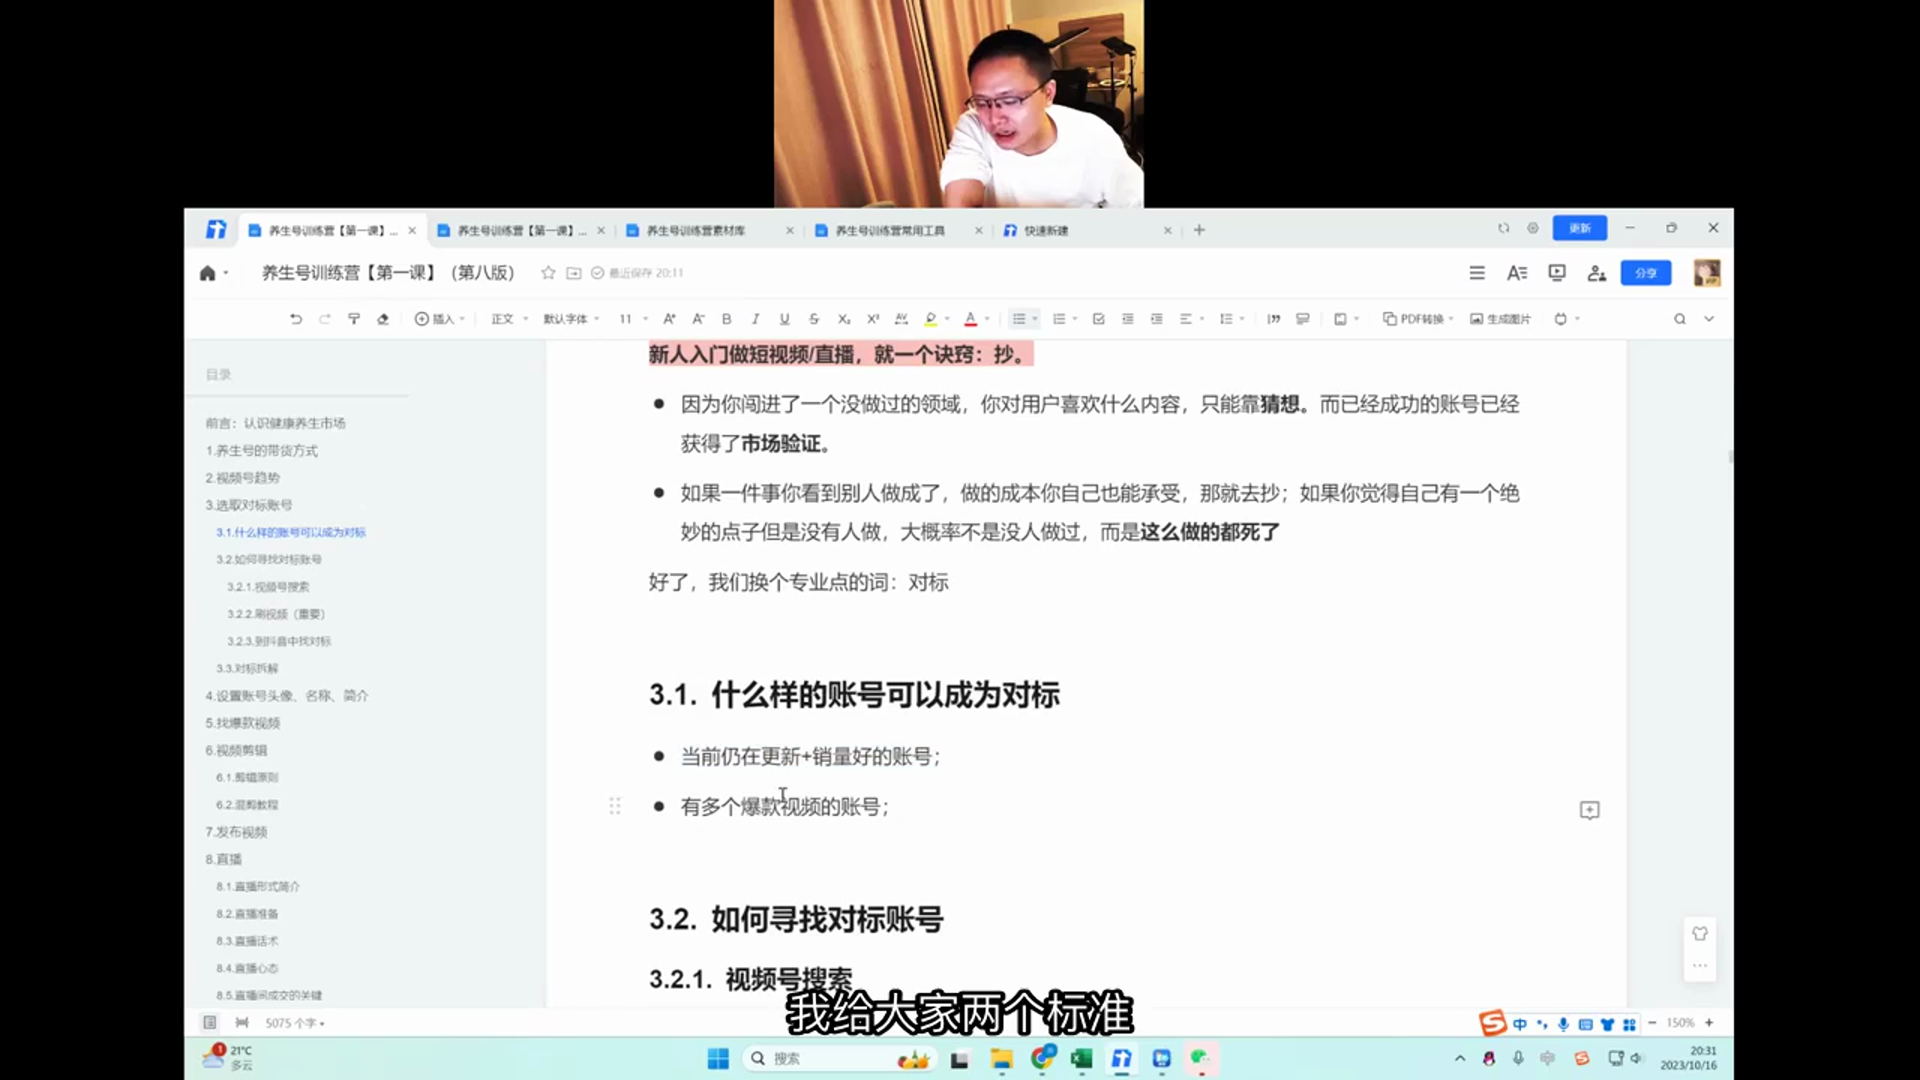 养生号训练营【第一课】...
养生号训练营【第一课】...
养生号训练营素材库
养生号训练营常用工具
快速新建
更新
养生号训练营【第一课】（第八版）
最近保存 20:11
分享
插入
正文
默认字体
11
PDF转换
生成图片
目录
前言：认识健康养生市场
1.养生号的带货方式
2.视频号趋势
3.选取对标账号
3.1.什么样的账号可以成为对标
3.2.如何寻找对标账号
3.2.1.视频号搜索
3.2.2.刷视频（重要）
3.2.3.到抖音中找对标
3.3.对标拆解
4.设置账号头像、名称、简介
5.找爆款视频
6.视频剪辑
6.1.剪辑原则
6.2.混剪教程
7.发布视频
8.直播
8.1.直播形式简介
8.2.直播准备
8.3.直播话术
8.4.直播心态
8.5.直播间成交的关键
新人入门做短视频/直播，就一个诀窍：抄。
因为你闯进了一个没做过的领域，你对用户喜欢什么内容，只能靠猜想。而已经成功的账号已经
获得了市场验证。
如果一件事你看到别人做成了，做的成本你自己也能承受，那就去抄；如果你觉得自己有一个绝
妙的点子但是没有人做，大概率不是没人做过，而是这么做的都死了
好了，我们换个专业点的词：对标
3.1. 什么样的账号可以成为对标
当前仍在更新+销量好的账号；
有多个爆款视频的账号；
3.2. 如何寻找对标账号
3.2.1. 视频号搜索
我给大家两个标准
5075 个字
中
150%
1
21°C
多云
搜索
20:31
2023/10/16